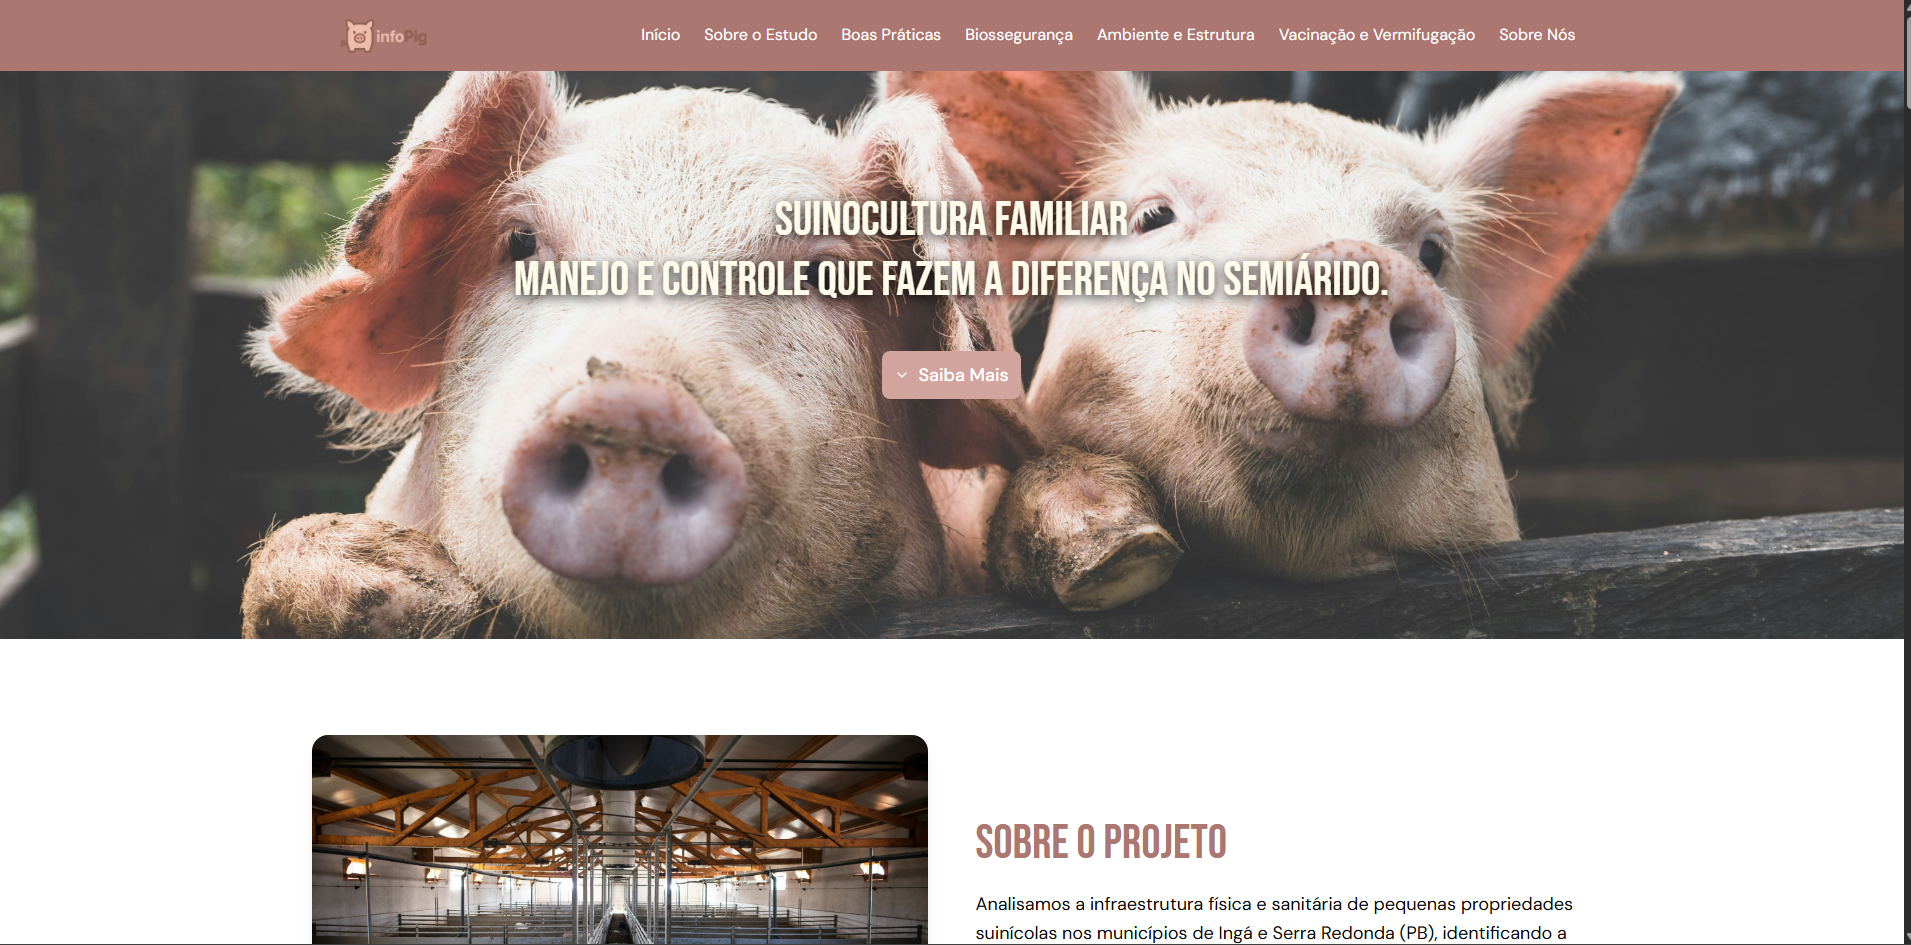 infoPig
Início Sobre o Estudo Boas Práticas Biossegurança Ambiente e Estrutura Vacinação e Vermifugação Sobre Nós
SUINOCULTURA FAMILIAR
MANEJO E CONTROLE QUE FAZEM A DIFERENÇA NO SEMIÁRIDO.
Saiba Mais
SOBRE O PROJETO
Analisamos a infraestrutura física e sanitária de pequenas propriedades
suinícolas nos municípios de Ingá e Serra Redonda (PB), identificando a